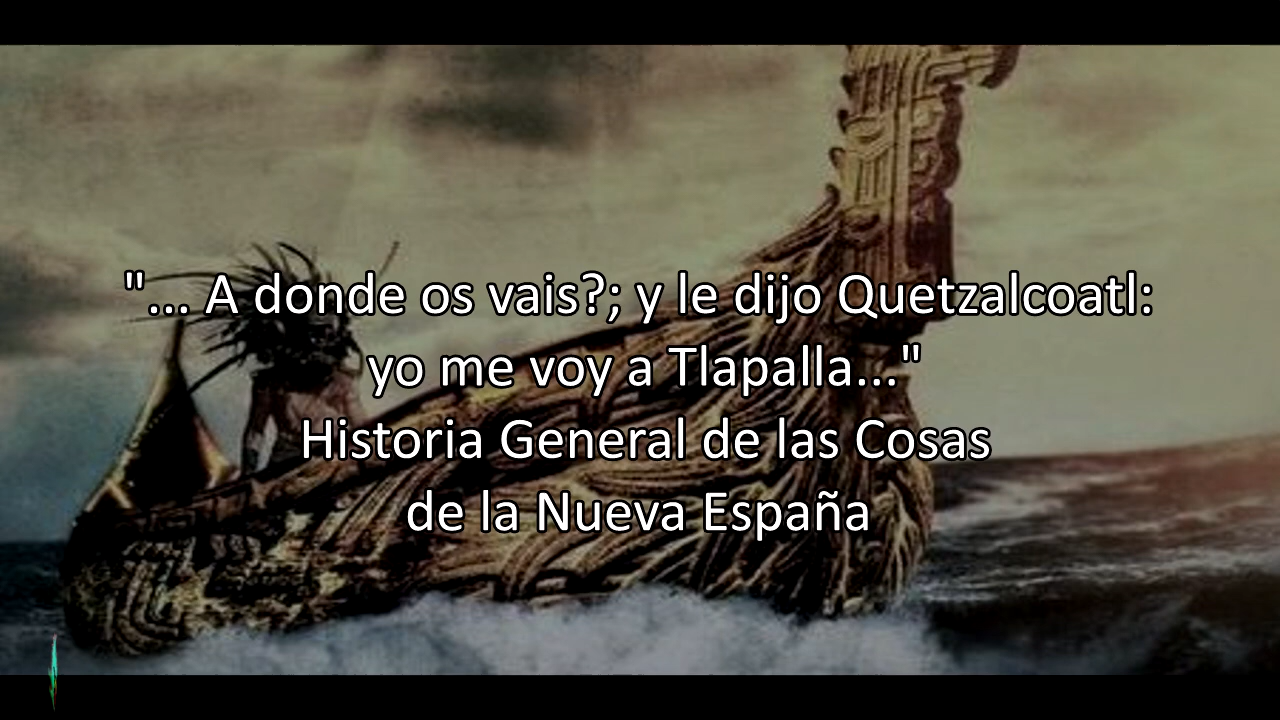 "... A donde os vais?; y le dijo Quetzalcoatl:
yo me voy a Tlapalla..."
Historia General de las Cosas
de la Nueva España